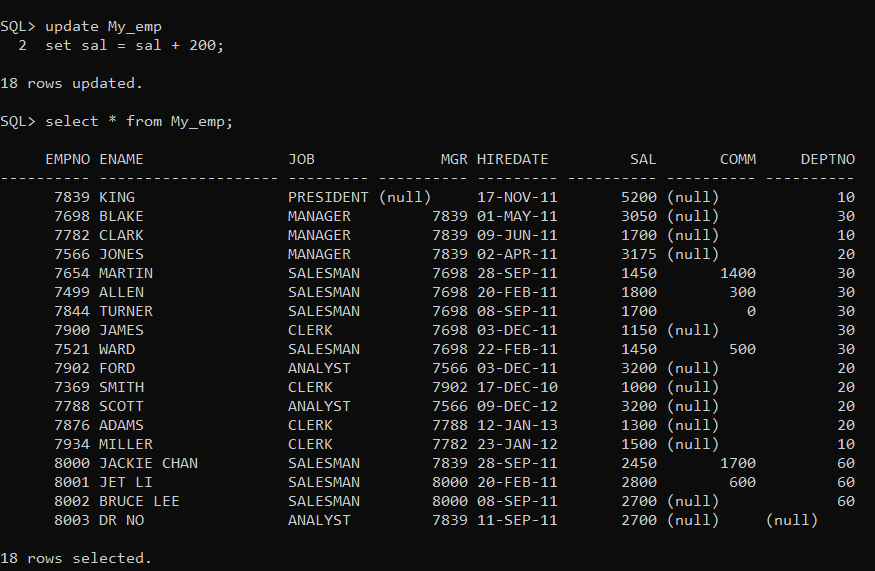 SQL> update My_emp
  2  set sal = sal + 200;

18 rows updated.

SQL> select * from My_emp;

     EMPNO ENAME                JOB              MGR HIREDATE         SAL       COMM     DEPTNO
---------- -------------------- --------- ---------- --------- ---------- ---------- ----------
      7839 KING                 PRESIDENT (null)     17-NOV-11       5200 (null)             10
      7698 BLAKE                MANAGER         7839 01-MAY-11       3050 (null)             30
      7782 CLARK                MANAGER         7839 09-JUN-11       1700 (null)             10
      7566 JONES                MANAGER         7839 02-APR-11       3175 (null)             20
      7654 MARTIN               SALESMAN        7698 28-SEP-11       1450       1400         30
      7499 ALLEN                SALESMAN        7698 20-FEB-11       1800        300         30
      7844 TURNER               SALESMAN        7698 08-SEP-11       1700          0         30
      7900 JAMES                CLERK           7698 03-DEC-11       1150 (null)             30
      7521 WARD                 SALESMAN        7698 22-FEB-11       1450        500         30
      7902 FORD                 ANALYST         7566 03-DEC-11       3200 (null)             20
      7369 SMITH                CLERK           7902 17-DEC-10       1000 (null)             20
      7788 SCOTT                ANALYST         7566 09-DEC-12       3200 (null)             20
      7876 ADAMS                CLERK           7788 12-JAN-13       1300 (null)             20
      7934 MILLER               CLERK           7782 23-JAN-12       1500 (null)             10
      8000 JACKIE CHAN          SALESMAN        7839 28-SEP-11       2450       1700         60
      8001 JET LI               SALESMAN        8000 20-FEB-11       2800        600         60
      8002 BRUCE LEE            SALESMAN        8000 08-SEP-11       2700 (null)             60
      8003 DR NO                ANALYST         7839 11-SEP-11       2700 (null)     (null)

18 rows selected.